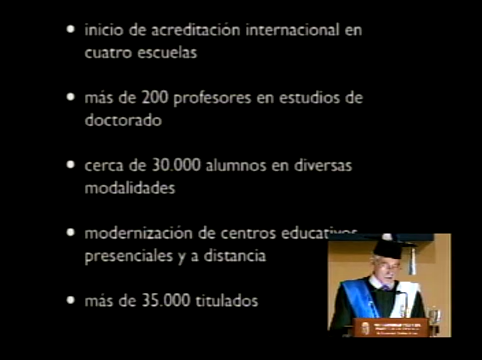 • inicio de acreditación internacional en
cuatro escuelas
• más de 200 profesores en estudios de
doctorado
• cerca de 30.000 alumnos en diversas
modalidades
• modernización de centros educativos
presenciales y a distancia
• más de 35.000 titulados